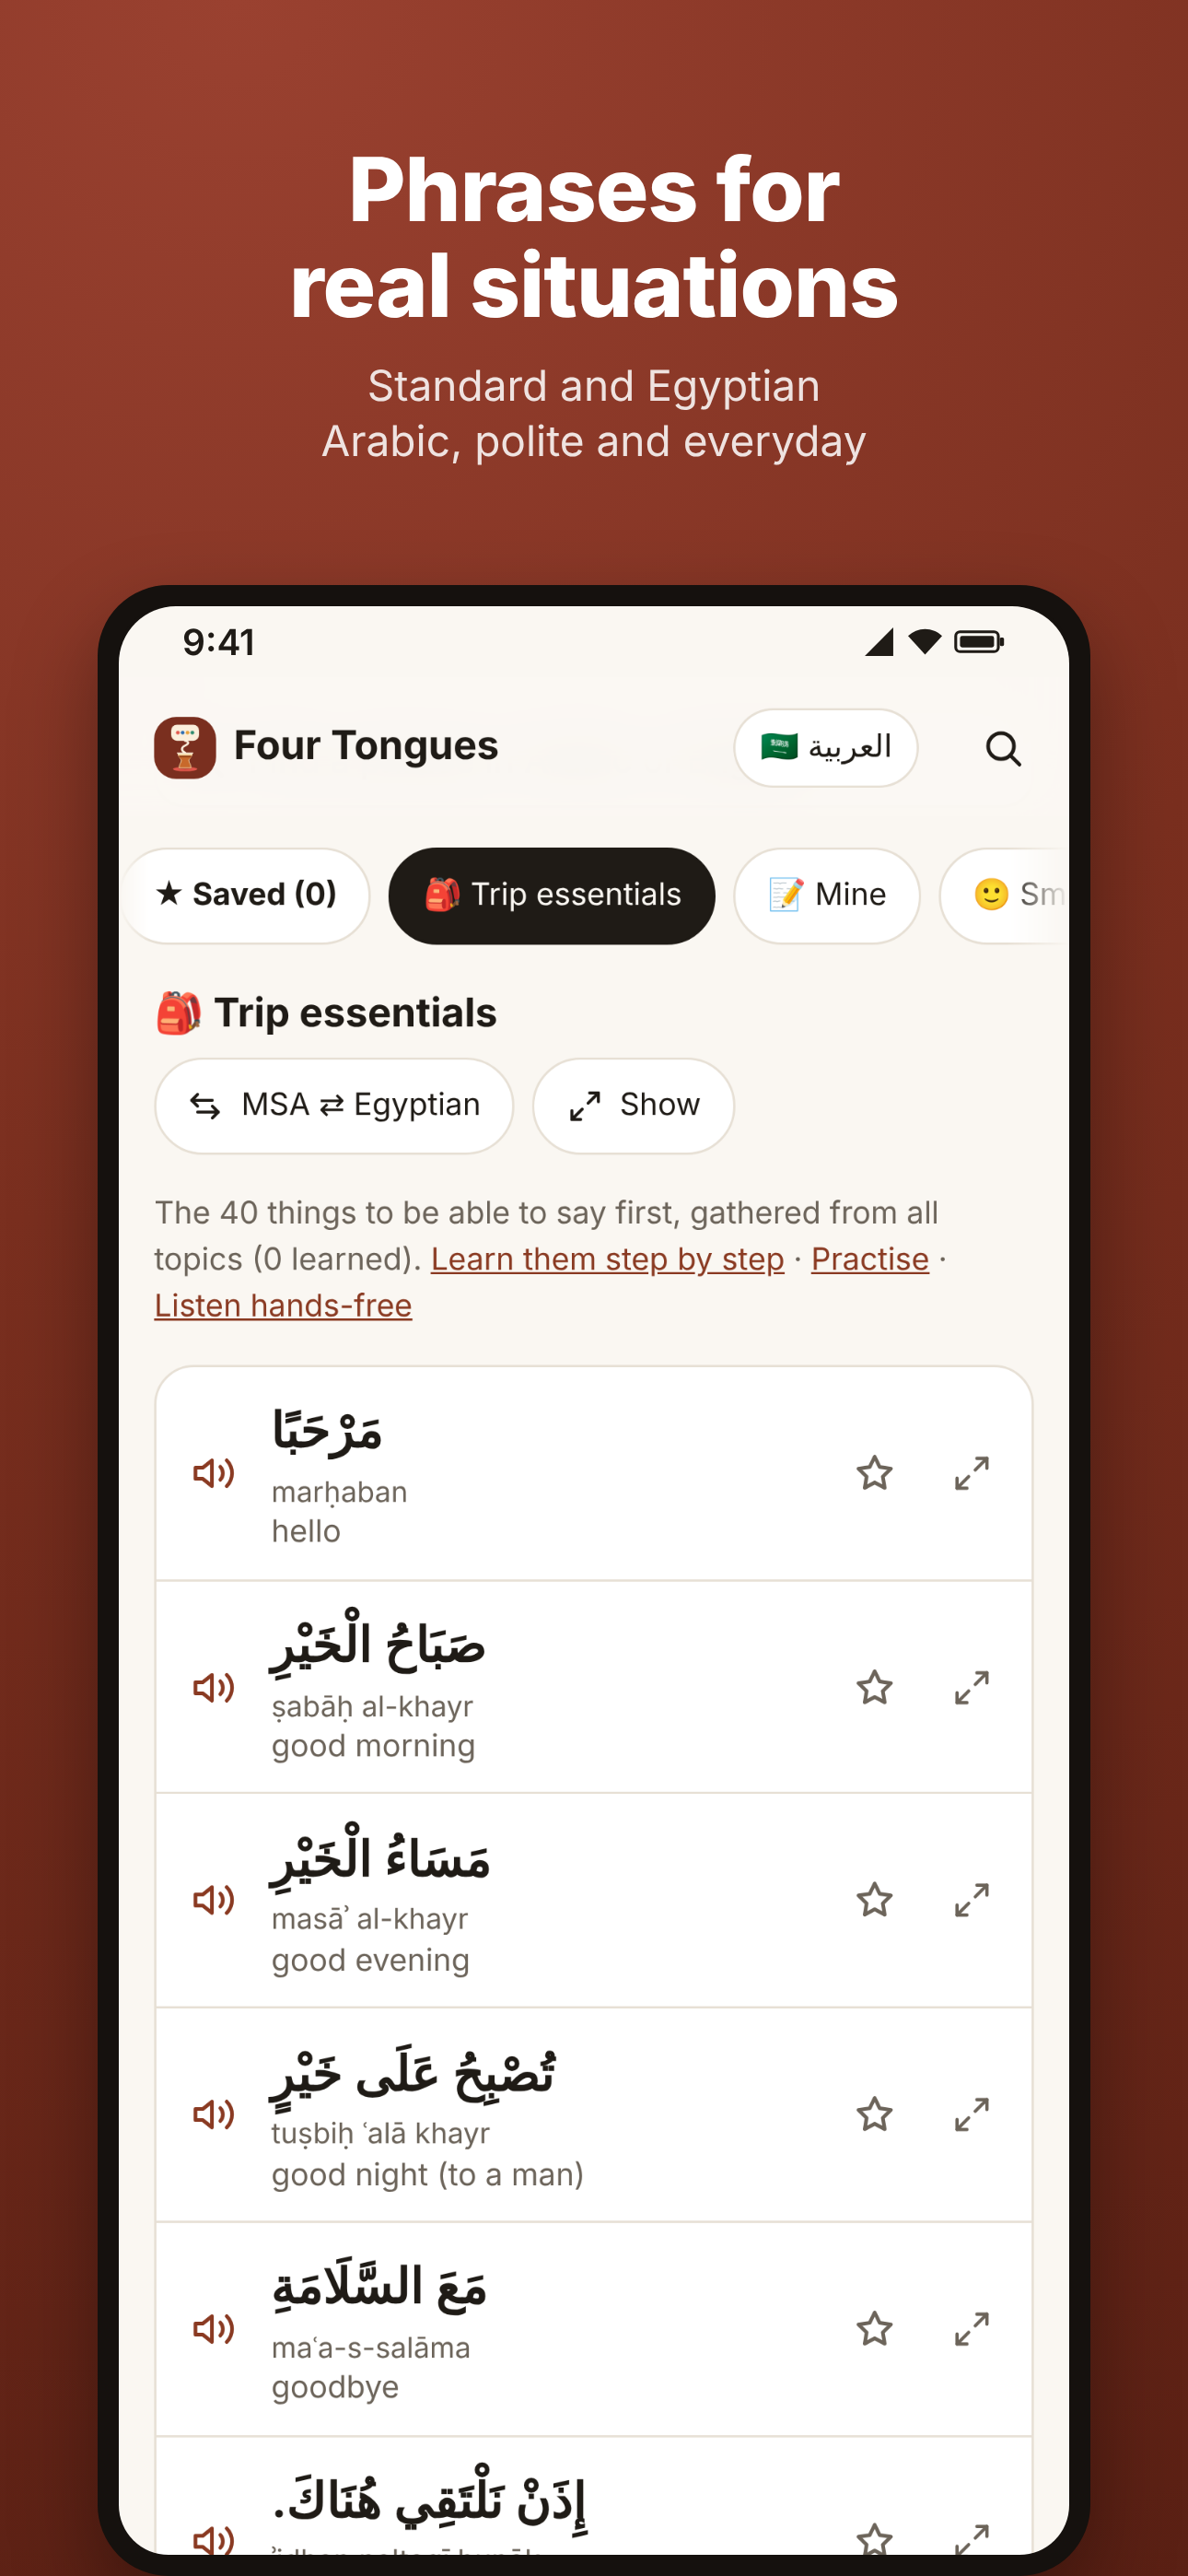 Phrases for
real situations
Standard and Egyptian
Arabic, polite and everyday
9:41
Four Tongues
العربية
★ Saved (0)
🎒 Trip essentials
📝 Mine
🙂 Sm
🎒 Trip essentials
MSA ⇄ Egyptian
Show
The 40 things to be able to say first, gathered from all
topics (0 learned). Learn them step by step · Practise ·
Listen hands-free
مَرْحَبًا
marḥaban
hello
صَبَاحُ الْخَيْرِ
ṣabāḥ al-khayr
good morning
مَسَاءُ الْخَيْرِ
masāʾ al-khayr
good evening
تُصْبِحُ عَلَى خَيْرٍ
tuṣbiḥ ʿalā khayr
good night (to a man)
مَعَ السَّلَامَةِ
maʿa-s-salāma
goodbye
إِذَنْ نَلْتَقِي هُنَاكَ.